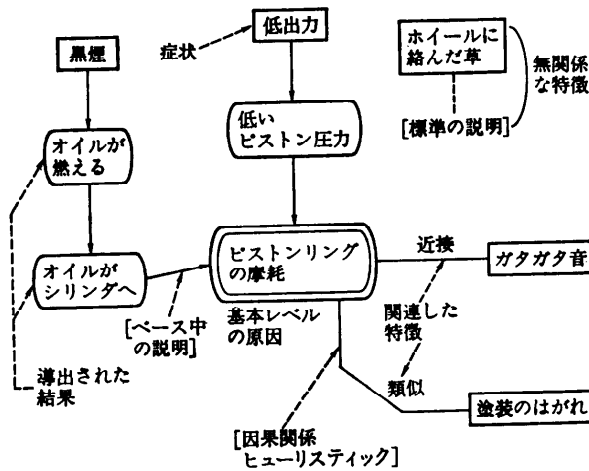 黒煙
症状
低出力
ホイールに
絡んだ草
無関係
な特徴
[標準の説明]
低い
ピストン圧力
オイルが
燃える
オイルが
シリンダへ
ピストンリング
の摩耗
近接
ガタガタ音
[ベース中
の説明]
基本レベル
の原因
関連した
特徴
導出された
結果
類似
塗装のはがれ
[因果関係
ヒューリスティック]